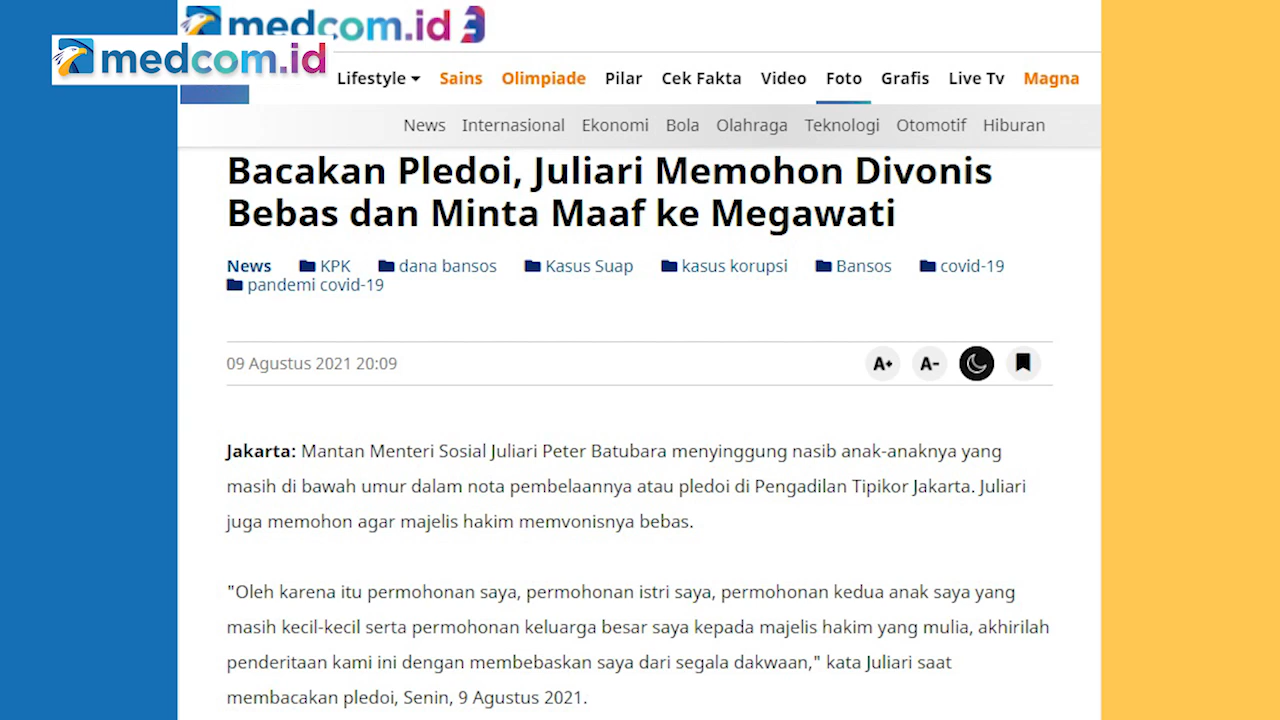 medcom.id
medcom.id
Lifestyle Sains Olimpiade Pilar Cek Fakta Video Foto Grafis Live Tv Magna
News Internasional Ekonomi Bola Olahraga Teknologi Otomotif Hiburan
Bacakan Pledoi, Juliari Memohon Divonis
Bebas dan Minta Maaf ke Megawati
News KPK dana bansos Kasus Suap kasus korupsi Bansos covid-19
pandemi covid-19
09 Agustus 2021 20:09 A+ A-
Jakarta: Mantan Menteri Sosial Juliari Peter Batubara menyinggung nasib anak-anaknya yang
masih di bawah umur dalam nota pembelaannya atau pledoi di Pengadilan Tipikor Jakarta. Juliari
juga memohon agar majelis hakim memvonisnya bebas.
"Oleh karena itu permohonan saya, permohonan istri saya, permohonan kedua anak saya yang
masih kecil-kecil serta permohonan keluarga besar saya kepada majelis hakim yang mulia, akhirilah
penderitaan kami ini dengan membebaskan saya dari segala dakwaan," kata Juliari saat
membacakan pledoi, Senin, 9 Agustus 2021.